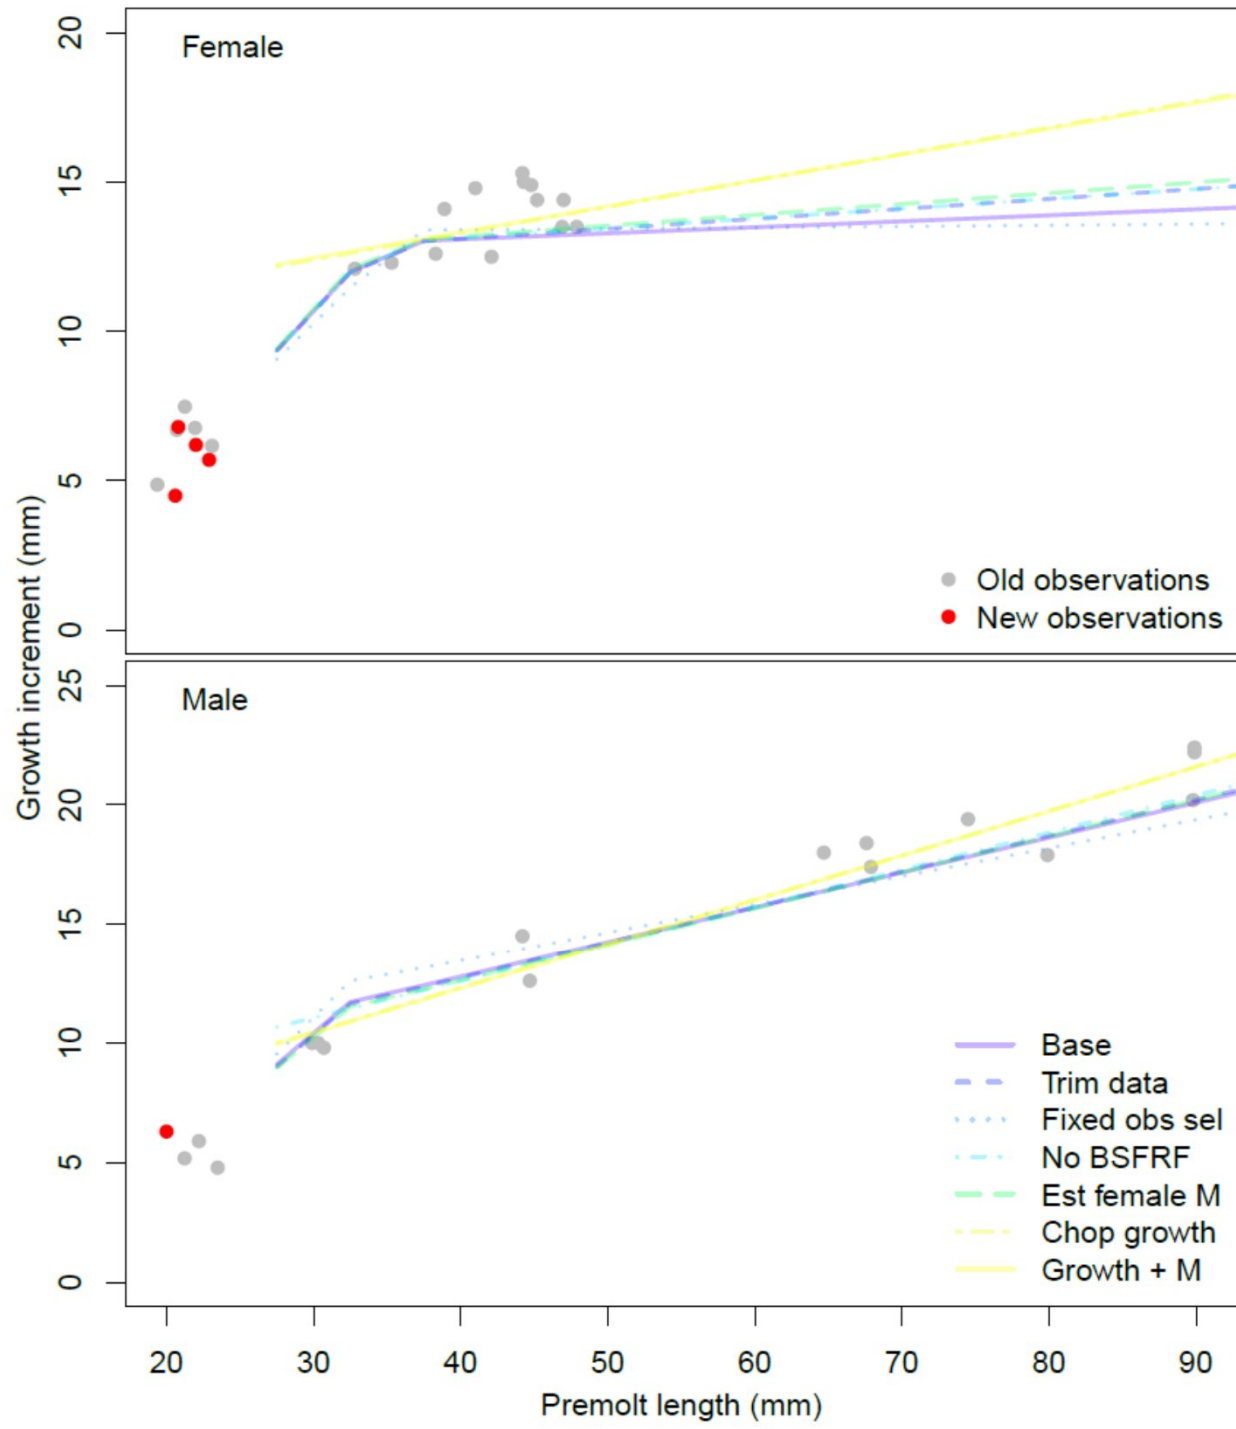 Female
20
15
10
5
0
Old observations
New observations
Growth increment (mm)
Male
25
20
15
10
5
0
Base
Trim data
Fixed obs sel
No BSFRF
Est female M
Chop growth
Growth + M
20 30 40 50 60 70 80 90
Premolt length (mm)